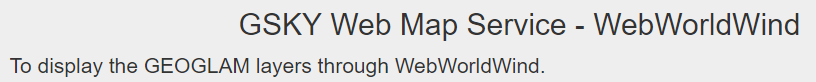 GSKY Web Map Service - WebWorldWind
To display the GEOGLAM layers through WebWorldWind.